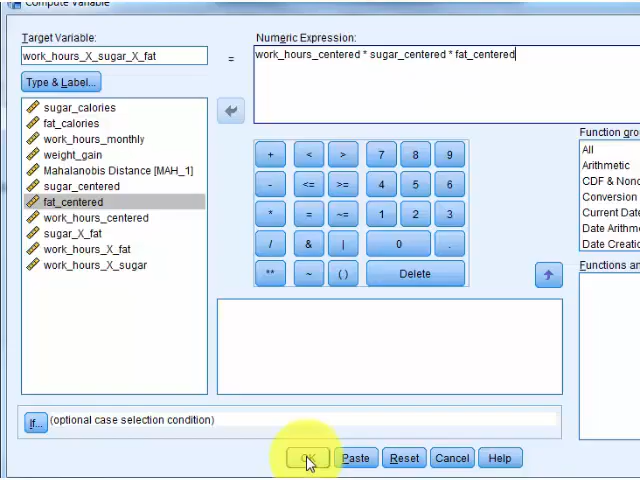 Compute Variable
Target Variable:
work_hours_X_sugar_X_fat
=
Numeric Expression:
work_hours_centered * sugar_centered * fat_centered
Type & Label...
sugar_calories
fat_calories
work_hours_monthly
weight_gain
Mahalanobis Distance [MAH_1]
sugar_centered
fat_centered
work_hours_centered
sugar_X_fat
work_hours_X_fat
work_hours_X_sugar
+ < > 7 8 9
- <= >= 4 5 6
* = ~= 1 2 3
/ & | 0 .
** ~ ( ) Delete
Function grou
All
Arithmetic
CDF & Nonc
Conversion
Current Date
Date Arithm
Date Creatio
Functions an
If... (optional case selection condition)
OK Paste Reset Cancel Help